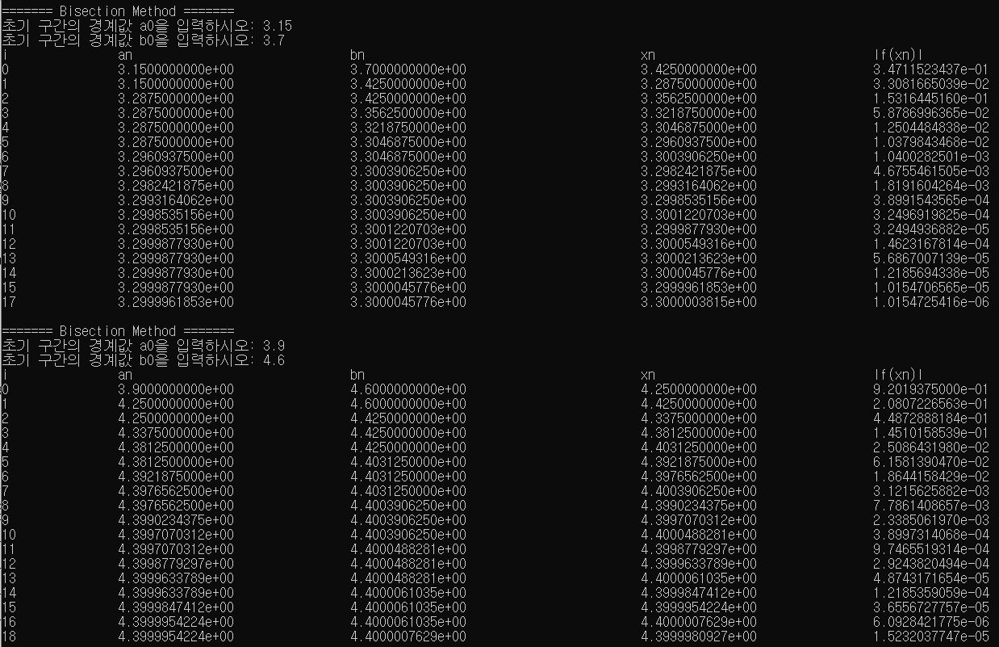 ======= Bisection Method =======
초기 구간의 경계값 a0을 입력하시오: 3.15
초기 구간의 경계값 b0을 입력하시오: 3.7
i an bn xn |f(xn)|
0 3.1500000000e+00 3.7000000000e+00 3.4250000000e+00 3.4711523437e-01
1 3.1500000000e+00 3.4250000000e+00 3.2875000000e+00 3.3081665039e-02
2 3.2875000000e+00 3.4250000000e+00 3.3562500000e+00 1.5316445160e-01
3 3.2875000000e+00 3.3562500000e+00 3.3218750000e+00 5.8786996365e-02
4 3.2875000000e+00 3.3218750000e+00 3.3046875000e+00 1.2504484838e-02
5 3.2875000000e+00 3.3046875000e+00 3.2960937500e+00 1.0379843468e-02
6 3.2960937500e+00 3.3046875000e+00 3.3003906250e+00 1.0400282501e-03
7 3.2960937500e+00 3.3003906250e+00 3.2982421875e+00 4.6755461505e-03
8 3.2982421875e+00 3.3003906250e+00 3.2993164062e+00 1.8191604264e-03
9 3.2993164062e+00 3.3003906250e+00 3.2998535156e+00 3.8991543565e-04
10 3.2998535156e+00 3.3003906250e+00 3.3001220703e+00 3.2496919825e-04
11 3.2998535156e+00 3.3001220703e+00 3.2999877930e+00 3.2494936882e-05
12 3.2999877930e+00 3.3001220703e+00 3.3000549316e+00 1.4623167814e-04
13 3.2999877930e+00 3.3000549316e+00 3.3000213623e+00 5.6867007139e-05
14 3.2999877930e+00 3.3000213623e+00 3.3000045776e+00 1.2185694338e-05
15 3.2999877930e+00 3.3000045776e+00 3.2999961853e+00 1.0154706565e-05
17 3.2999961853e+00 3.3000045776e+00 3.3000003815e+00 1.0154725416e-06
======= Bisection Method =======
초기 구간의 경계값 a0을 입력하시오: 3.9
초기 구간의 경계값 b0을 입력하시오: 4.6
i an bn xn |f(xn)|
0 3.9000000000e+00 4.6000000000e+00 4.2500000000e+00 9.2019375000e-01
1 4.2500000000e+00 4.6000000000e+00 4.4250000000e+00 2.0807226563e-01
2 4.2500000000e+00 4.4250000000e+00 4.3375000000e+00 4.4872888184e-01
3 4.3375000000e+00 4.4250000000e+00 4.3812500000e+00 1.4510158539e-01
4 4.3812500000e+00 4.4250000000e+00 4.4031250000e+00 2.5086431980e-02
5 4.3812500000e+00 4.4031250000e+00 4.3921875000e+00 6.1581390470e-02
6 4.3921875000e+00 4.4031250000e+00 4.3976562500e+00 1.8644158429e-02
7 4.3976562500e+00 4.4031250000e+00 4.4003906250e+00 3.1215625882e-03
8 4.3976562500e+00 4.4003906250e+00 4.3990234375e+00 7.7861408657e-03
9 4.3990234375e+00 4.4003906250e+00 4.3997070312e+00 2.3385061970e-03
10 4.3997070312e+00 4.4003906250e+00 4.4000488281e+00 3.8997314068e-04
11 4.3997070312e+00 4.4000488281e+00 4.3998779297e+00 9.7465519314e-04
12 4.3998779297e+00 4.4000488281e+00 4.3999633789e+00 2.9243820494e-04
13 4.3999633789e+00 4.4000488281e+00 4.4000061035e+00 4.8743171654e-05
14 4.3999633789e+00 4.4000061035e+00 4.3999847412e+00 1.2185359059e-04
15 4.3999847412e+00 4.4000061035e+00 4.3999954224e+00 3.6556727757e-05
16 4.3999954224e+00 4.4000061035e+00 4.4000007629e+00 6.0928421775e-06
18 4.3999954224e+00 4.4000007629e+00 4.3999980927e+00 1.5232037747e-05